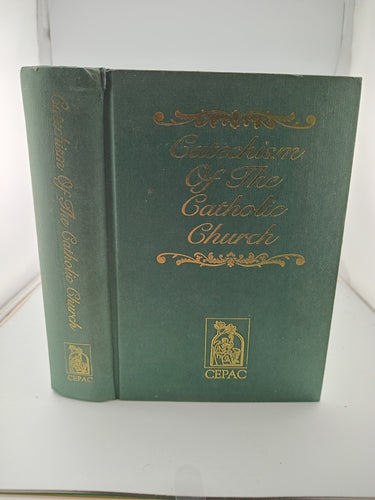 Catechism Of The Catholic Church
CEPAC
Catechism
Of The
Catholic
Church
CEPAC